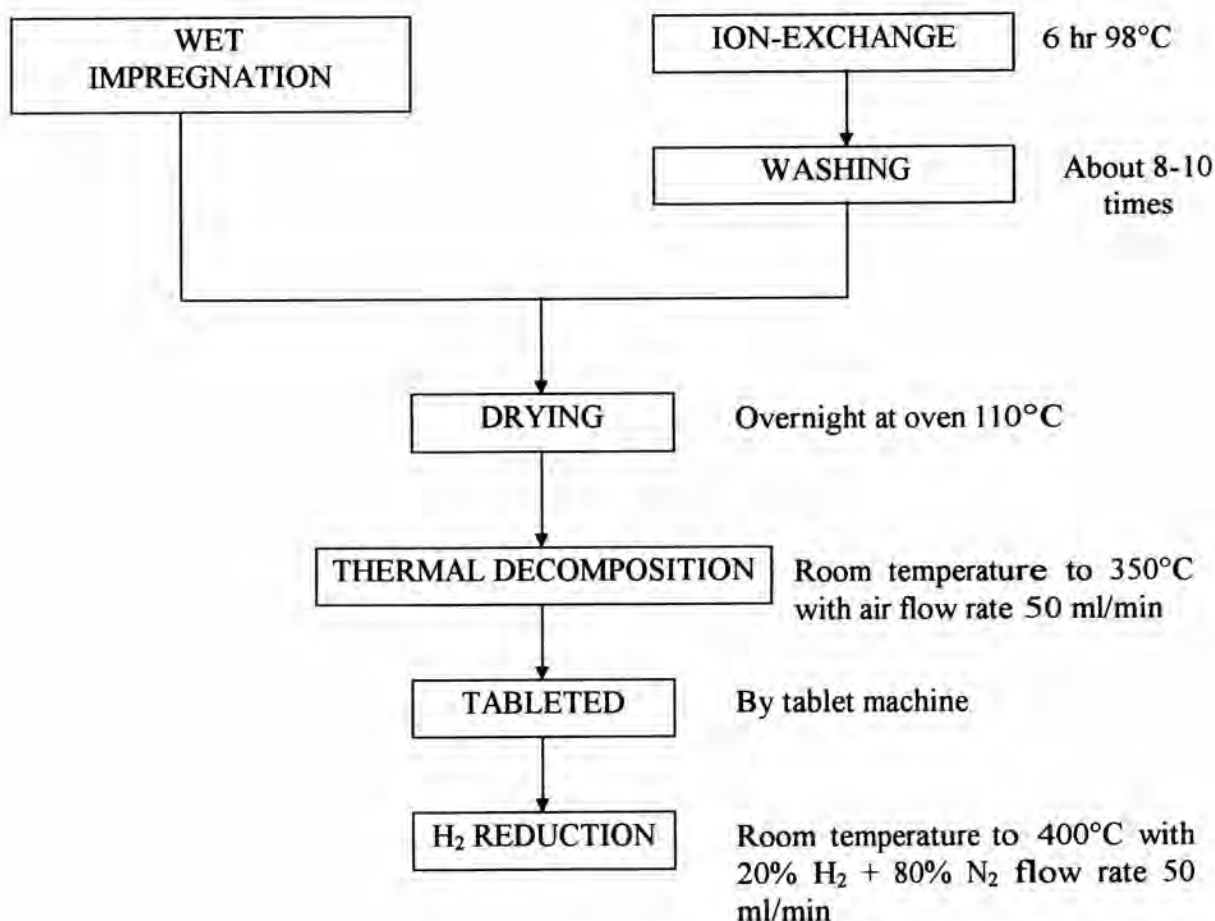 WET
IMPREGNATION
ION-EXCHANGE
6 hr 98°C
WASHING
About 8-10
times
DRYING
Overnight at oven 110°C
THERMAL DECOMPOSITION
Room temperature to 350°C
with air flow rate 50 ml/min
TABLETED
By tablet machine
H₂ REDUCTION
Room temperature to 400°C with
20% H₂ + 80% N₂ flow rate 50
ml/min